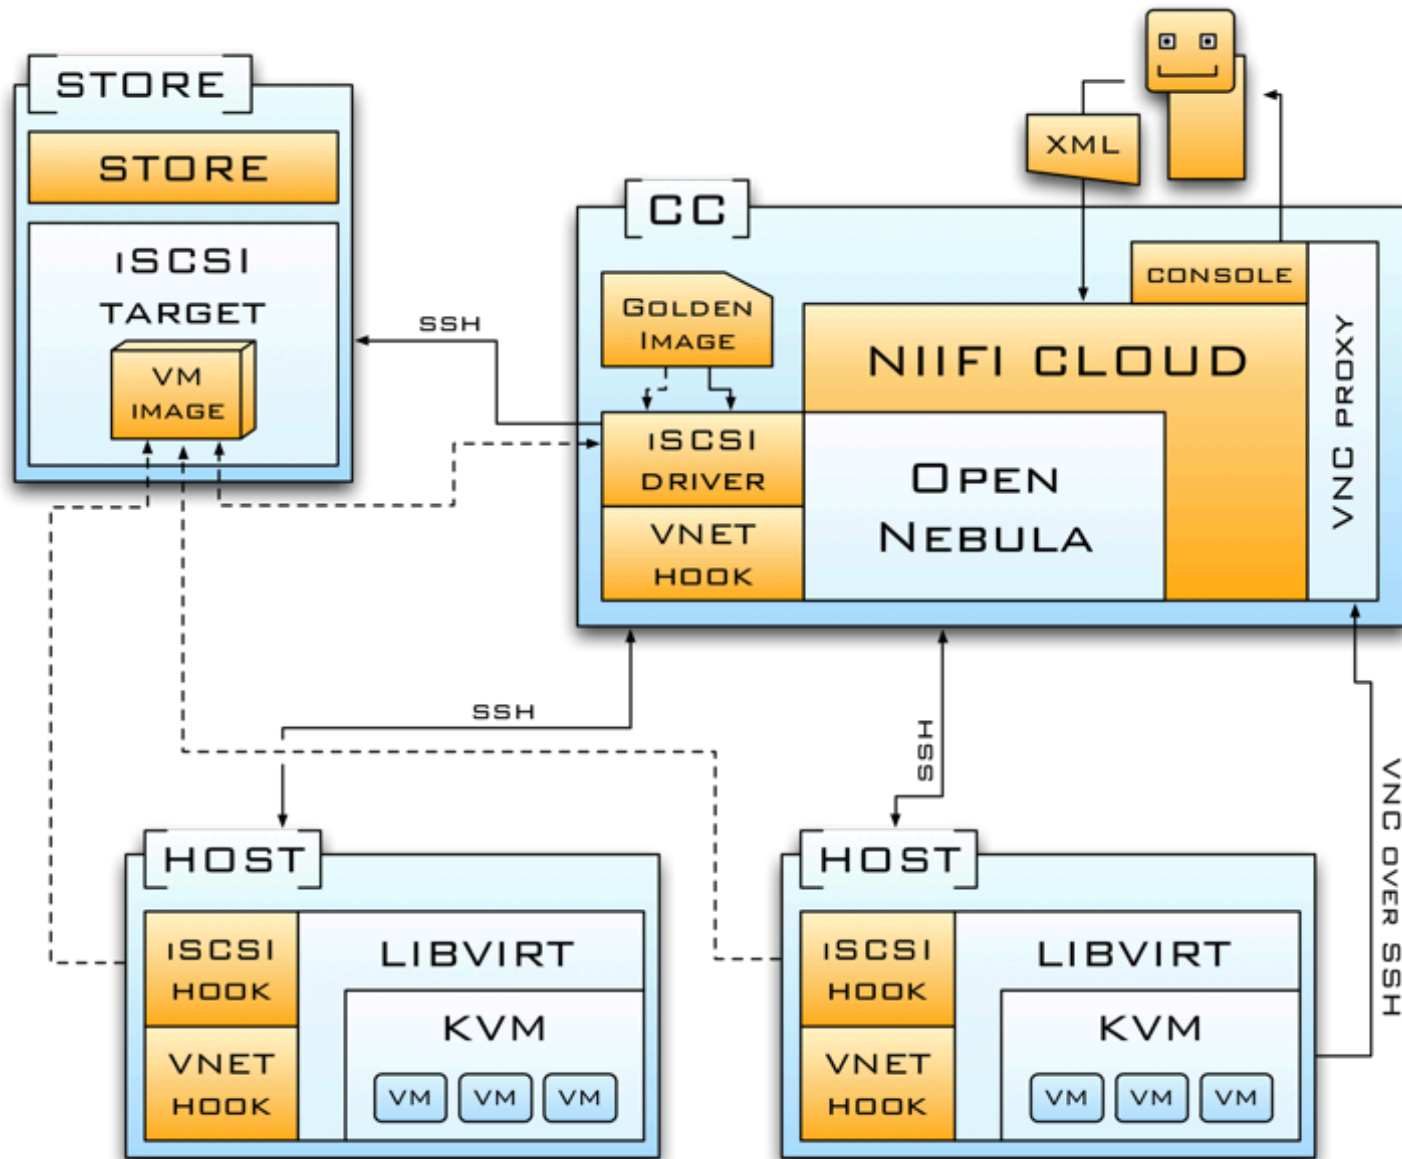 STORE
STORE
iSCSI
TARGET
VM
IMAGE
SSH
XML
CC
CONSOLE
GOLDEN
IMAGE
NIIFI CLOUD
VNC PROXY
iSCSI
DRIVER
OPEN
NEBULA
VNET
HOOK
SSH
SSH
VNC OVER SSH
HOST
iSCSI
HOOK
LIBVIRT
KVM
VNET
HOOK
VM
VM
VM
HOST
iSCSI
HOOK
LIBVIRT
KVM
VNET
HOOK
VM
VM
VM